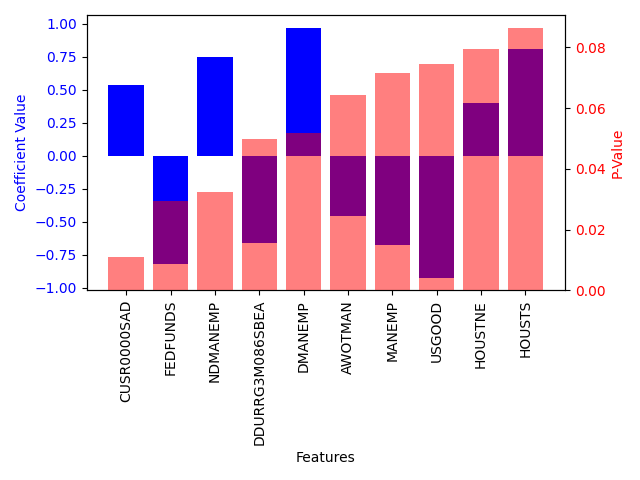 1.00
0.75
0.50
0.25
0.00
−0.25
−0.50
−0.75
−1.00
Coefficient Value
0.08
0.06
0.04
0.02
0.00
P-Value
CUSR0000SAD
FEDFUNDS
NDMANEMP
DDURRG3M086SBEA
DMANEMP
AWOTMAN
MANEMP
USGOOD
HOUSTNE
HOUSTS
Features